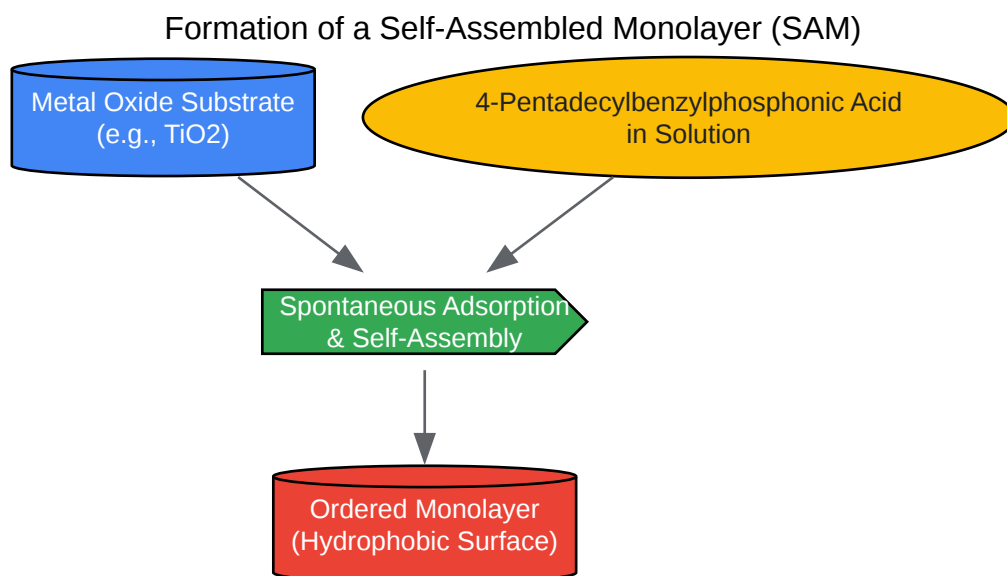 Formation of a Self-Assembled Monolayer (SAM)
Metal Oxide Substrate
(e.g., TiO2)
4-Pentadecylbenzylphosphonic Acid
in Solution
Spontaneous Adsorption
& Self-Assembly
Ordered Monolayer
(Hydrophobic Surface)